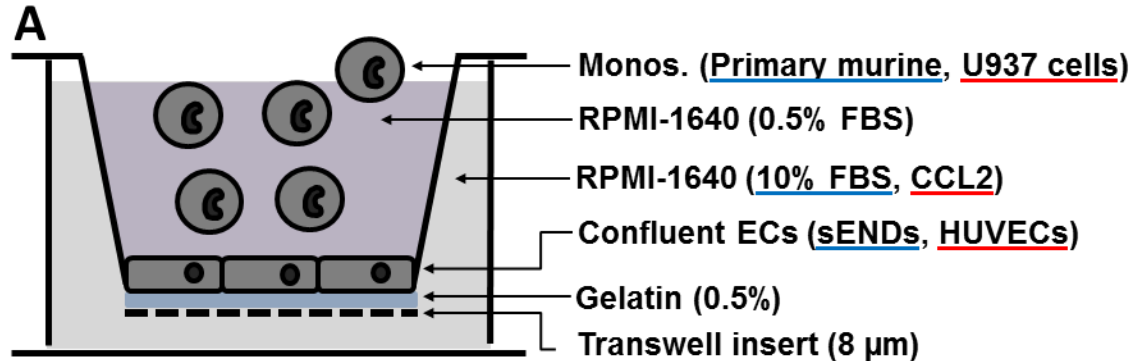 A
Monos. (Primary murine, U937 cells)
RPMI-1640 (0.5% FBS)
RPMI-1640 (10% FBS, CCL2)
Confluent ECs (sENDs, HUVECs)
Gelatin (0.5%)
Transwell insert (8 μm)